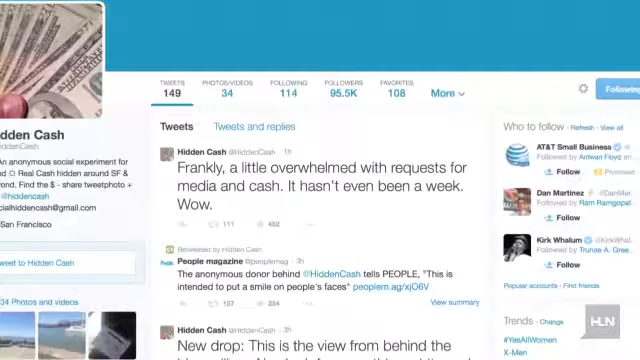 TWEETS PHOTOS/VIDEOS FOLLOWING FOLLOWERS FAVORITES
149 34 114 95.5K 108 More
Following
idden Cash
An anonymous social experiment for
Real Cash hidden around SF &
Find the $ - share tweetphoto +
@hiddencash
cialhiddencash@gmail.com
San Francisco
weet to Hidden Cash
34 Photos and videos
Tweets Tweets and replies
Hidden Cash @HiddenCash 1h
Frankly, a little overwhelmed with requests for
media and cash. It hasn't even been a week.
Wow.
111 482
Retweeted by Hidden Cash
People magazine @peoplemag · 3h
The anonymous donor behind @HiddenCash tells PEOPLE, "This is
intended to put a smile on people's faces" peoplem.ag/xjO6V
157 234
View summary
Hidden Cash @HiddenCash · 3h
New drop: This is the view from behind the
Who to follow · Refresh · View all
AT&T Small Business
Followed by Antwan Floyd
Follow Promoted
Dan Martinez
Followed by Ram Ramgopal...
Follow
Kirk Whalum @KirkWhal...
Followed by Trunae A. Gree...
Follow
Popular accounts · Find friends
Trends · Change
#YesAllWomen
X-Men
HLN